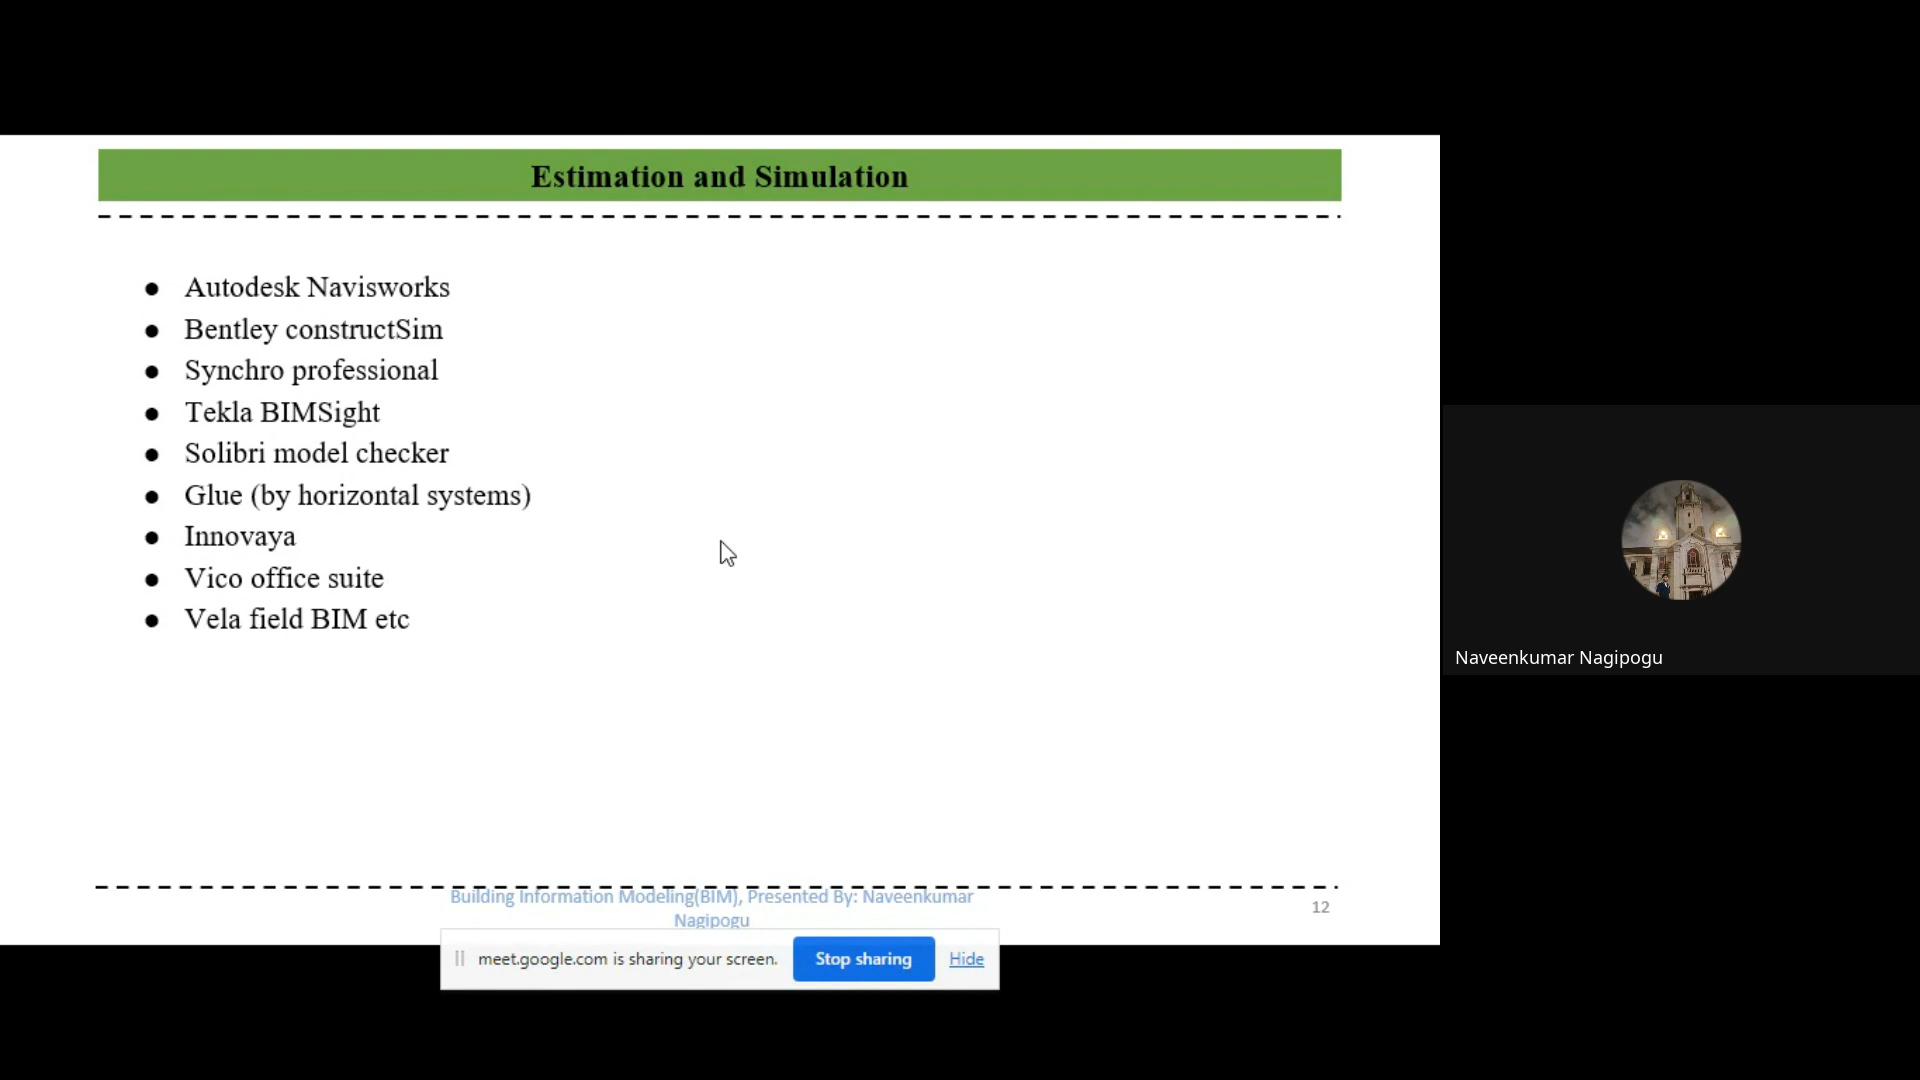 Estimation and Simulation
● Autodesk Navisworks
● Bentley constructSim
● Synchro professional
● Tekla BIMSight
● Solibri model checker
● Glue (by horizontal systems)
● Innovaya
● Vico office suite
● Vela field BIM etc
Naveenkumar Nagipogu
Building Information Modeling(BIM), Presented By: Naveenkumar
Nagipogu
12
meet.google.com is sharing your screen.
Stop sharing
Hide